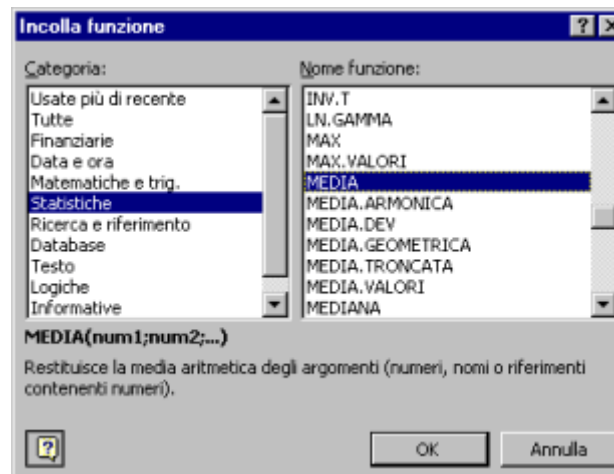 Incolla funzione
Categoria:
Usate più di recente
Tutte
Finanziarie
Data e ora
Matematiche e trig.
Statistiche
Ricerca e riferimento
Database
Testo
Logiche
Informative
Nome funzione:
INV.T
LN.GAMMA
MAX
MAX.VALORI
MEDIA
MEDIA.ARMONICA
MEDIA.DEV
MEDIA.GEOMETRICA
MEDIA.TRONCATA
MEDIA.VALORI
MEDIANA
MEDIA(num1;num2;...)
Restituisce la media aritmetica degli argomenti (numeri, nomi o riferimenti
contenenti numeri).
OK
Annulla